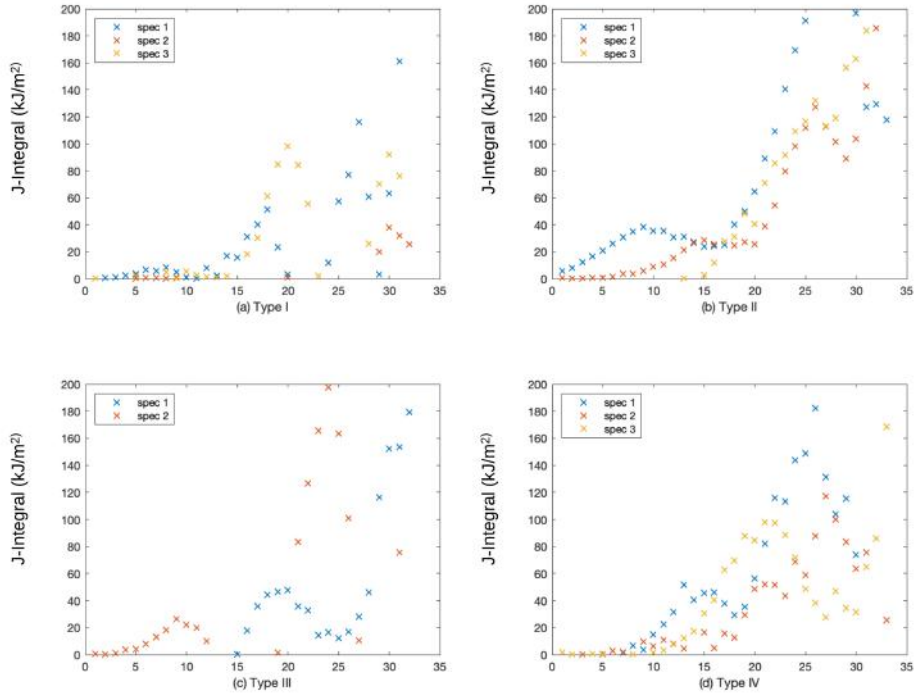 200
180
160
140
120
100
80
60
40
20
0
J-Integral (kJ/m²)
spec 1
spec 2
spec 3
0 5 10 15 20 25 30 35
(a) Type I
200
180
160
140
120
100
80
60
40
20
0
J-Integral (kJ/m²)
spec 1
spec 2
spec 3
0 5 10 15 20 25 30 35
(b) Type II
200
180
160
140
120
100
80
60
40
20
0
J-Integral (kJ/m²)
spec 1
spec 2
0 5 10 15 20 25 30 35
(c) Type III
200
180
160
140
120
100
80
60
40
20
0
J-Integral (kJ/m²)
spec 1
spec 2
spec 3
0 5 10 15 20 25 30 35
(d) Type IV